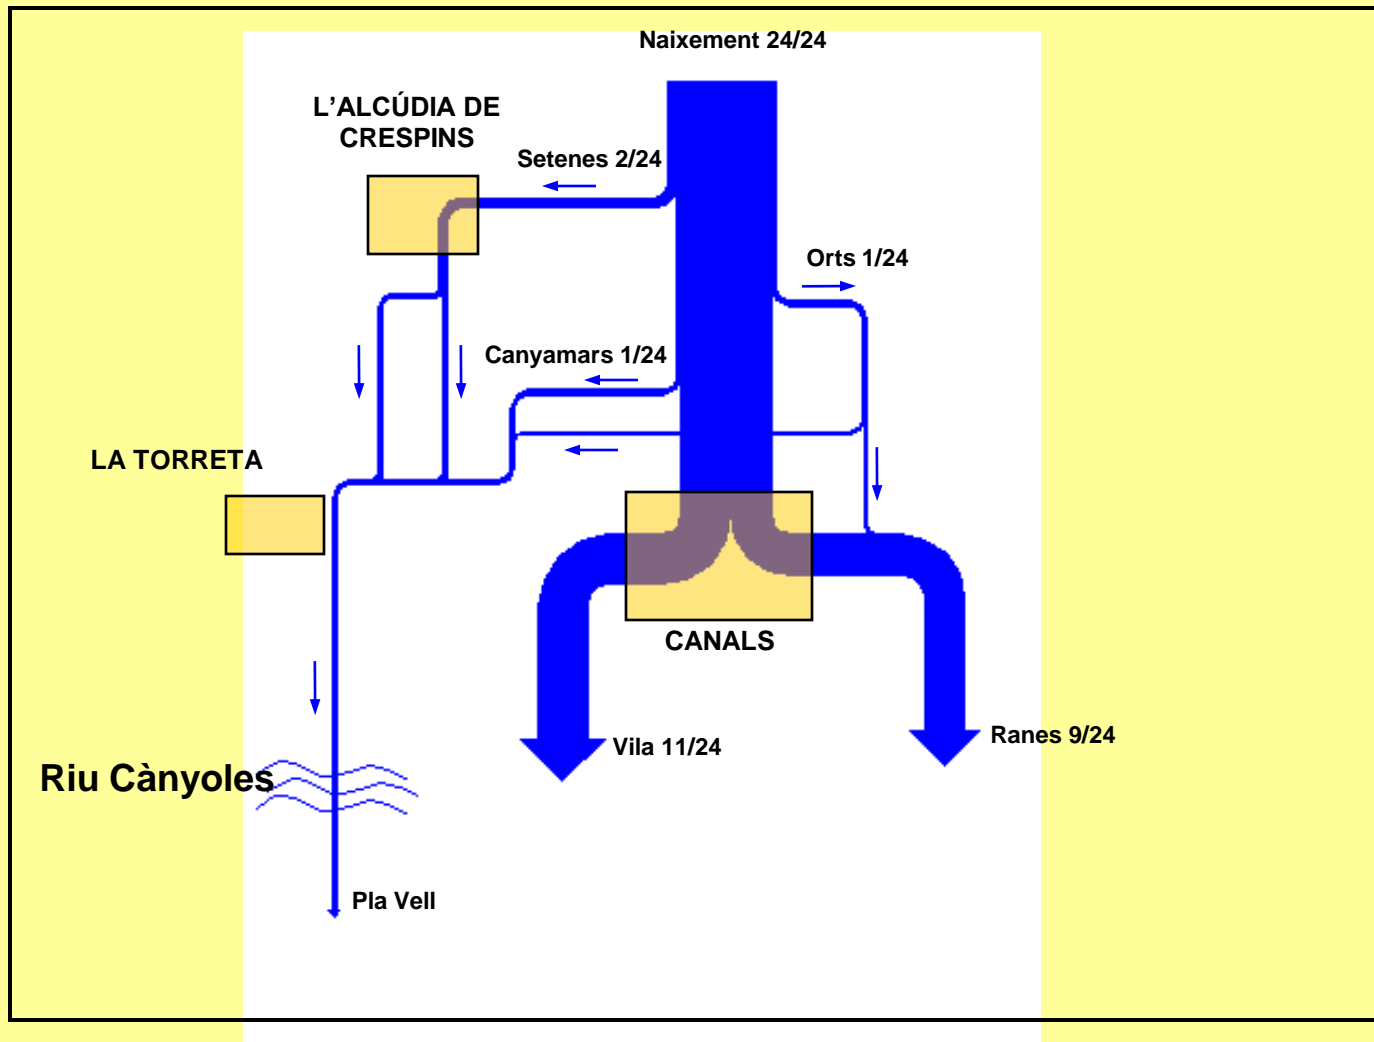 Naixement 24/24
L’ALCÚDIA DE
CRESPINS
Setenes 2/24
Orts 1/24
Canyamars 1/24
LA TORRETA
CANALS
Vila 11/24
Ranes 9/24
Riu Cànyoles
Pla Vell